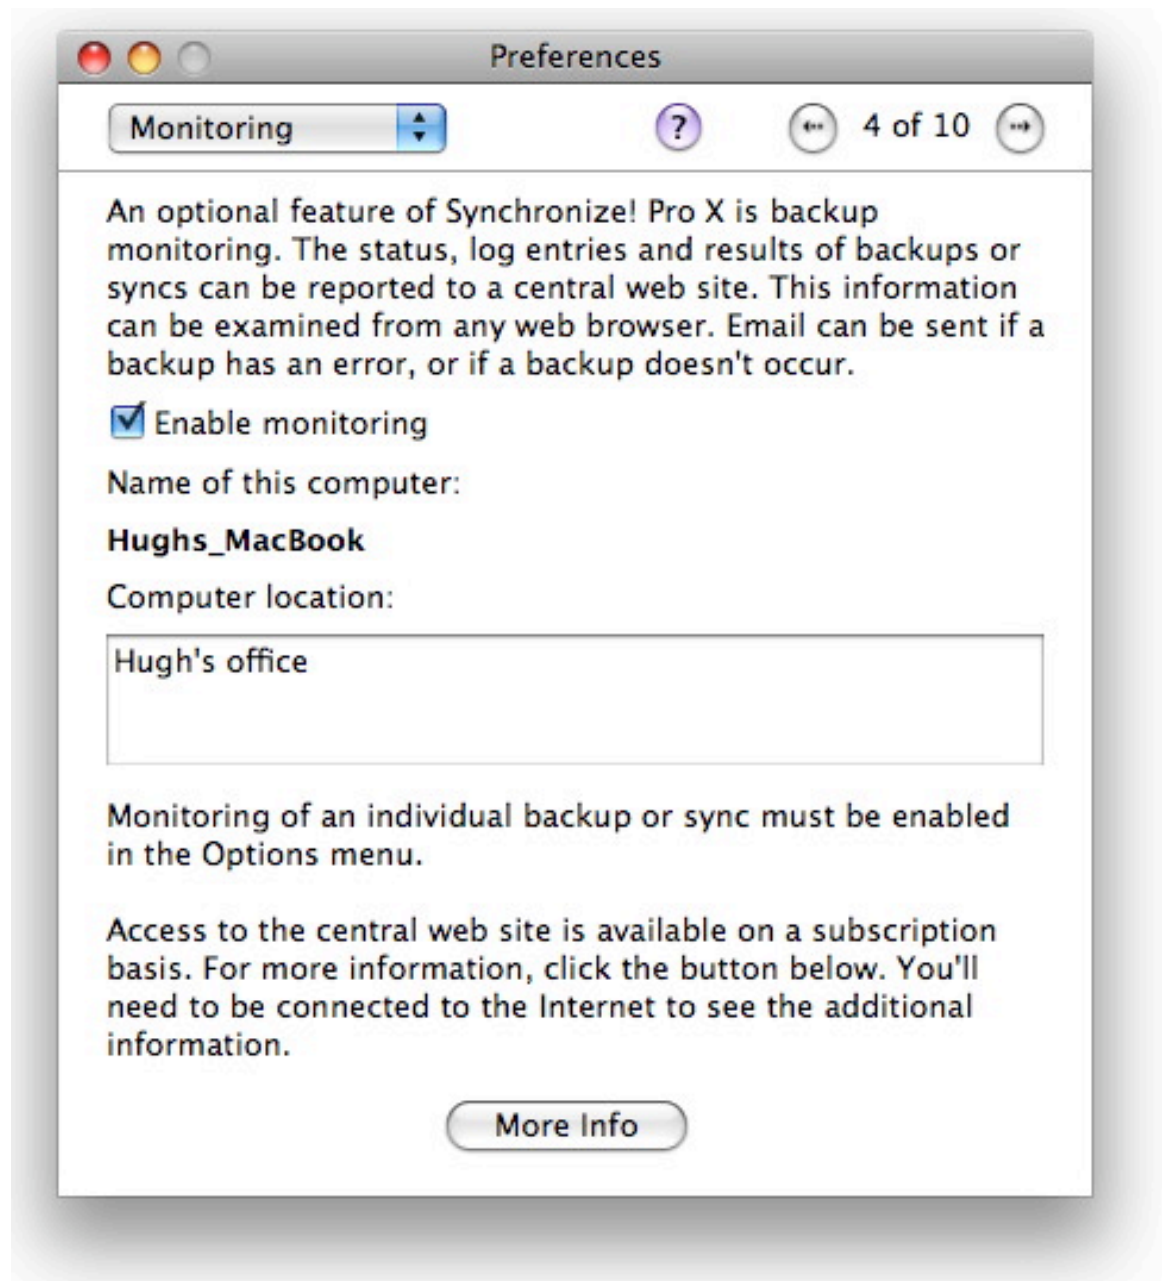 Preferences
Monitoring
?
4 of 10
An optional feature of Synchronize! Pro X is backup
monitoring. The status, log entries and results of backups or
syncs can be reported to a central web site. This information
can be examined from any web browser. Email can be sent if a
backup has an error, or if a backup doesn't occur.
Enable monitoring
Name of this computer:
Hughs_MacBook
Computer location:
Hugh's office
Monitoring of an individual backup or sync must be enabled
in the Options menu.
Access to the central web site is available on a subscription
basis. For more information, click the button below. You'll
need to be connected to the Internet to see the additional
information.
More Info